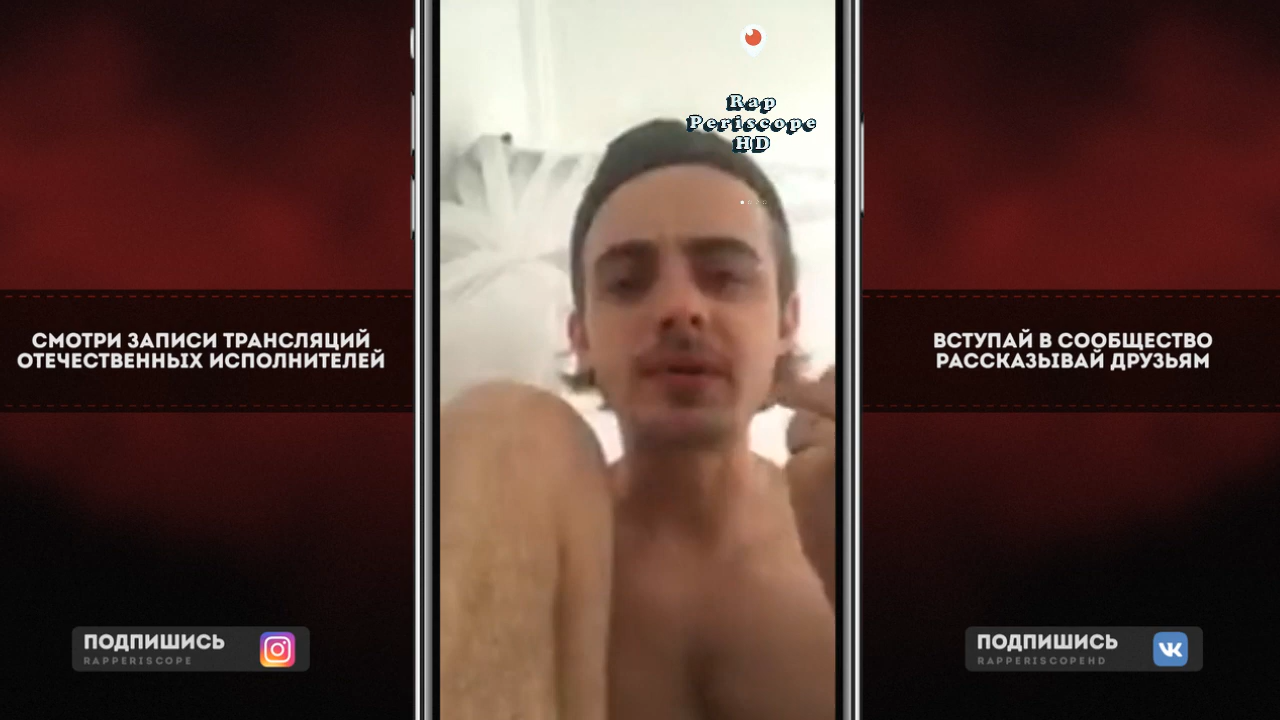 Rap
Periscope
HD
СМОТРИ ЗАПИСИ ТРАНСЛЯЦИЙ
ОТЕЧЕСТВЕННЫХ ИСПОЛНИТЕЛЕЙ
ВСТУПАЙ В СООБЩЕСТВО
РАССКАЗЫВАЙ ДРУЗЬЯМ
ПОДПИШИСЬ
RAPPERISCOPE
ПОДПИШИСЬ
RAPPERISCOPEHD